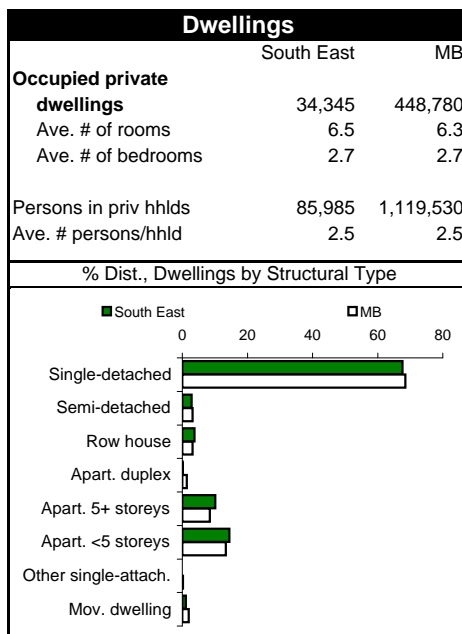 Dwellings
South East MB
Occupied private
dwellings 34,345 448,780
Ave. # of rooms 6.5 6.3
Ave. # of bedrooms 2.7 2.7
Persons in priv hhlds 85,985 1,119,530
Ave. # persons/hhld 2.5 2.5
% Dist., Dwellings by Structural Type
South East MB
0 20 40 60 80
Single-detached
Semi-detached
Row house
Apart. duplex
Apart. 5+ storeys
Apart. <5 storeys
Other single-attach.
Mov. dwelling